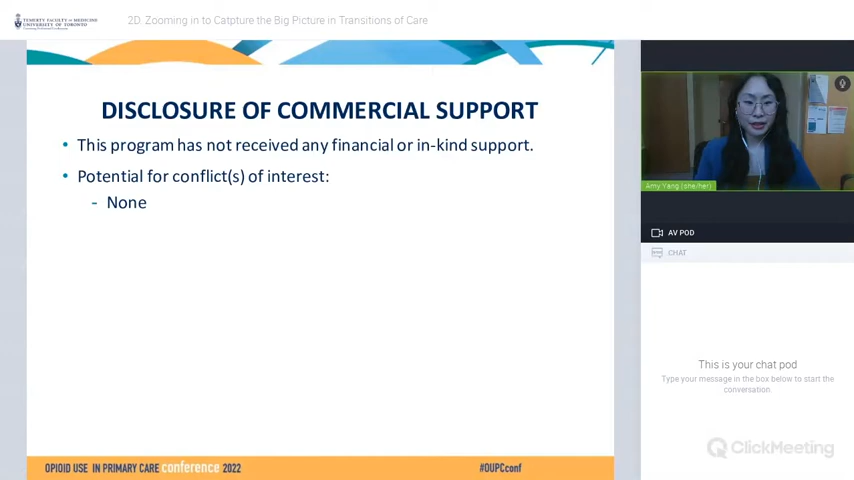 TEMERTY FACULTY OF MEDICINE
UNIVERSITY OF TORONTO
2D. Zooming in to Catpture the Big Picture in Transitions of Care
DISCLOSURE OF COMMERCIAL SUPPORT
• This program has not received any financial or in-kind support.
• Potential for conflict(s) of interest:
- None
OPIOID USE IN PRIMARY CARE conference 2022
#OUPCconf
Amy Yang (she/her)
AV POD
CHAT
This is your chat pod
Type your message in the box below to start the
conversation.
ClickMeeting